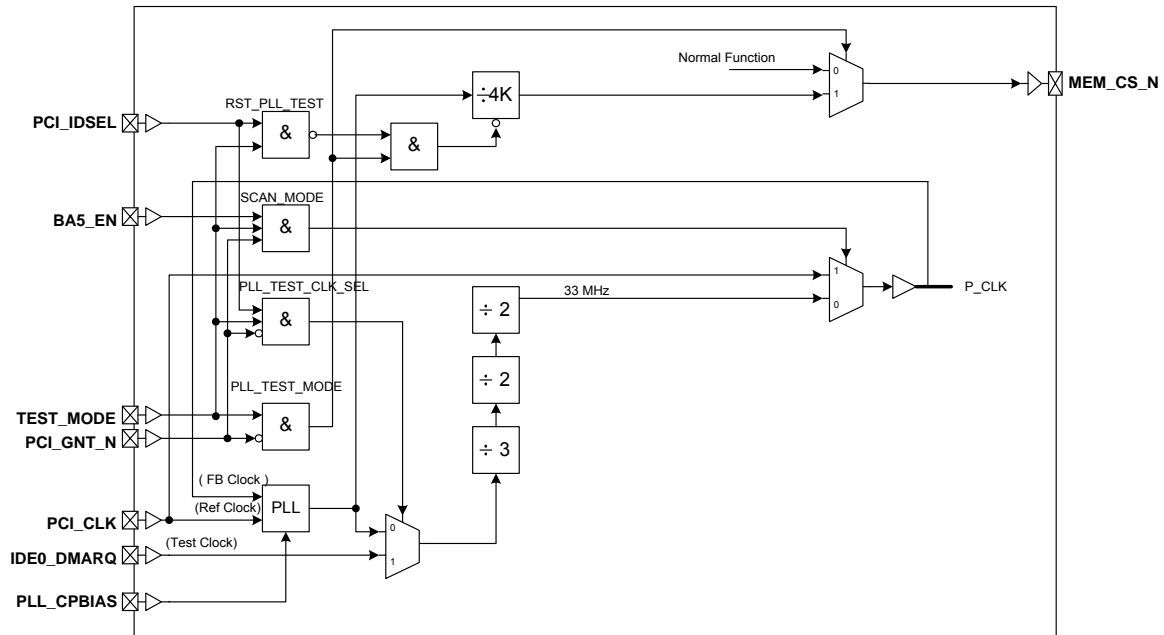 Normal Function
0
1
MEM_CS_N
÷4K
RST_PLL_TEST
PCI_IDSEL
&
&
SCAN_MODE
BA5_EN
&
1
0
P_CLK
PLL_TEST_CLK_SEL
33 MHz
÷ 2
&
÷ 2
PLL_TEST_MODE
TEST_MODE
&
PCI_GNT_N
÷ 3
( FB Clock )
(Ref Clock)
PLL
PCI_CLK
0
1
(Test Clock)
IDE0_DMARQ
PLL_CPBIAS